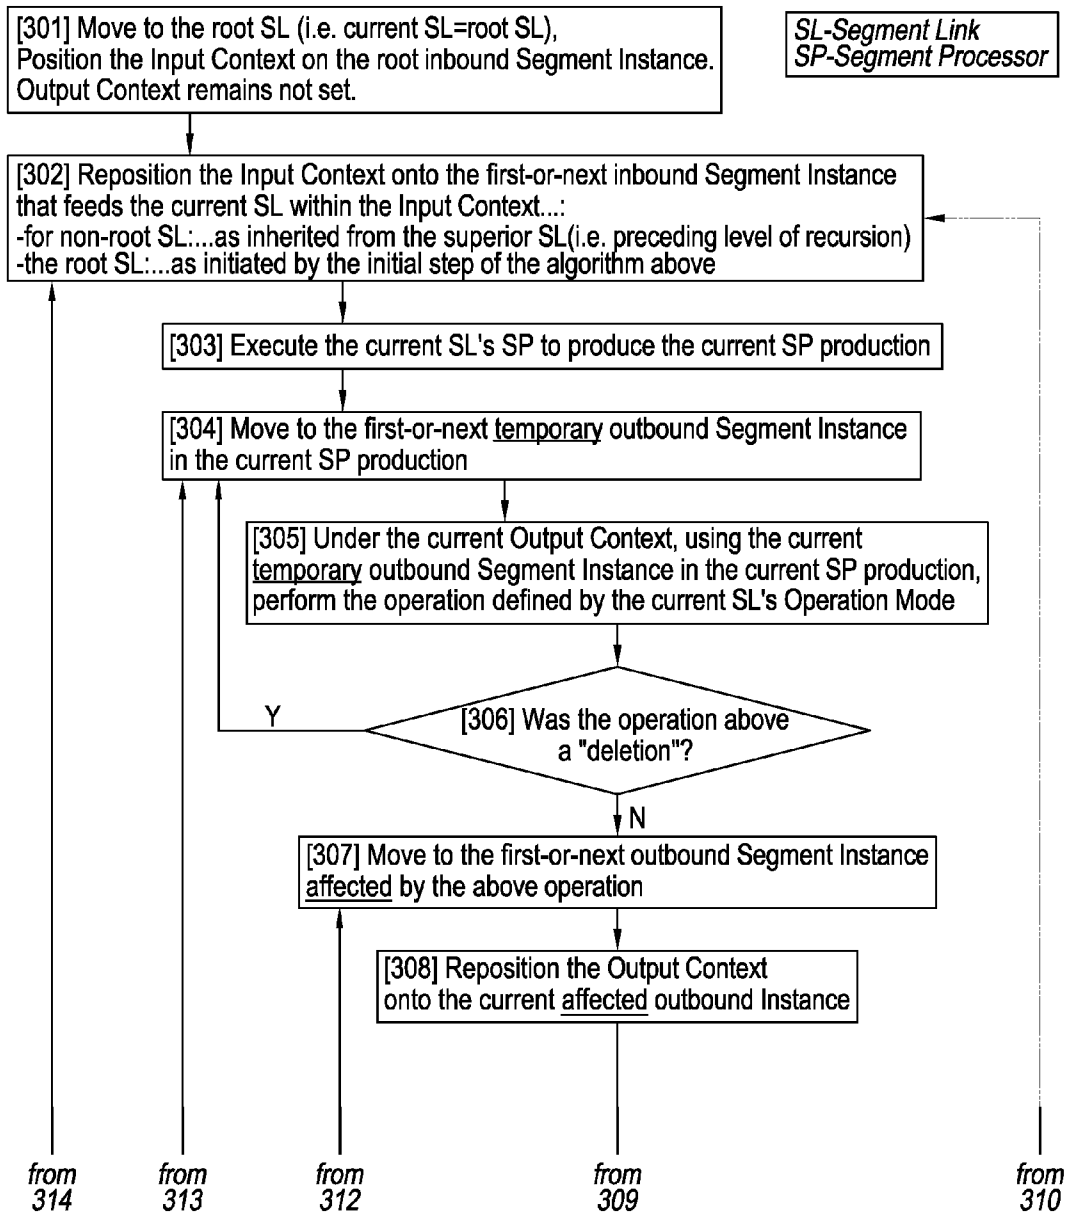 [301] Move to the root SL (i.e. current SL=root SL),
Position the Input Context on the root inbound Segment Instance.
Output Context remains not set.
SL-Segment Link
SP-Segment Processor
[302] Reposition the Input Context onto the first-or-next inbound Segment Instance
that feeds the current SL within the Input Context...:
-for non-root SL:...as inherited from the superior SL(i.e. preceding level of recursion)
-the root SL:...as initiated by the initial step of the algorithm above
[303] Execute the current SL's SP to produce the current SP production
[304] Move to the first-or-next temporary outbound Segment Instance
in the current SP production
[305] Under the current Output Context, using the current
temporary outbound Segment Instance in the current SP production,
perform the operation defined by the current SL's Operation Mode
Y
[306] Was the operation above
a "deletion"?
N
[307] Move to the first-or-next outbound Segment Instance
affected by the above operation
[308] Reposition the Output Context
onto the current affected outbound Instance
from
314
from
313
from
312
from
309
from
310